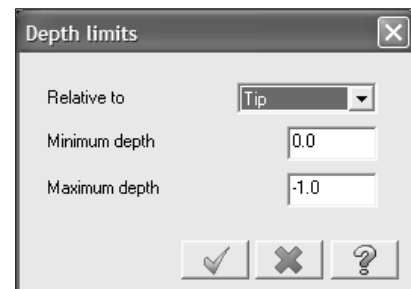 Depth limits
Relative to Tip
Minimum depth 0.0
Maximum depth -1.0